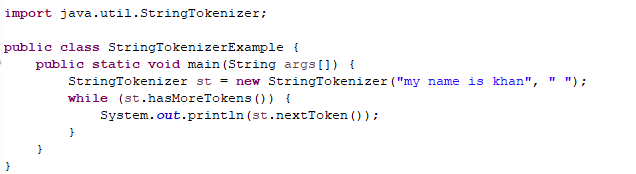 import java.util.StringTokenizer;
public class StringTokenizerExample {
public static void main(String args[]) {
StringTokenizer st = new StringTokenizer("my name is khan", " ");
while (st.hasMoreTokens()) {
System.out.println(st.nextToken());
}
}
}